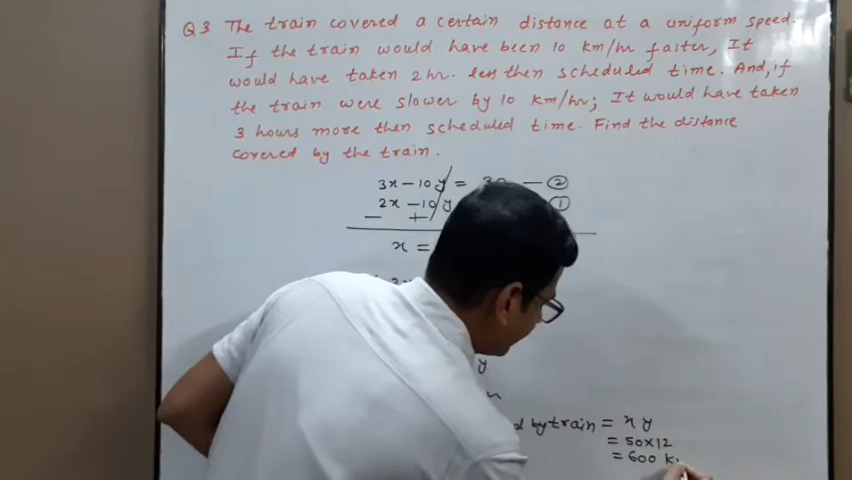 Q3 The train covered a certain distance at a uniform speed.
If the train would have been 10 km/hr faster, It
would have taken 2 hr. less then scheduled time. And, if
the train were slower by 10 km/hr; It would have taken
3 hours more then scheduled time. Find the distance
covered by the train.
3x - 10y = — ②
2x - 10y ①
— +
x =
y
d by train = x y
= 50×12
= 600 K